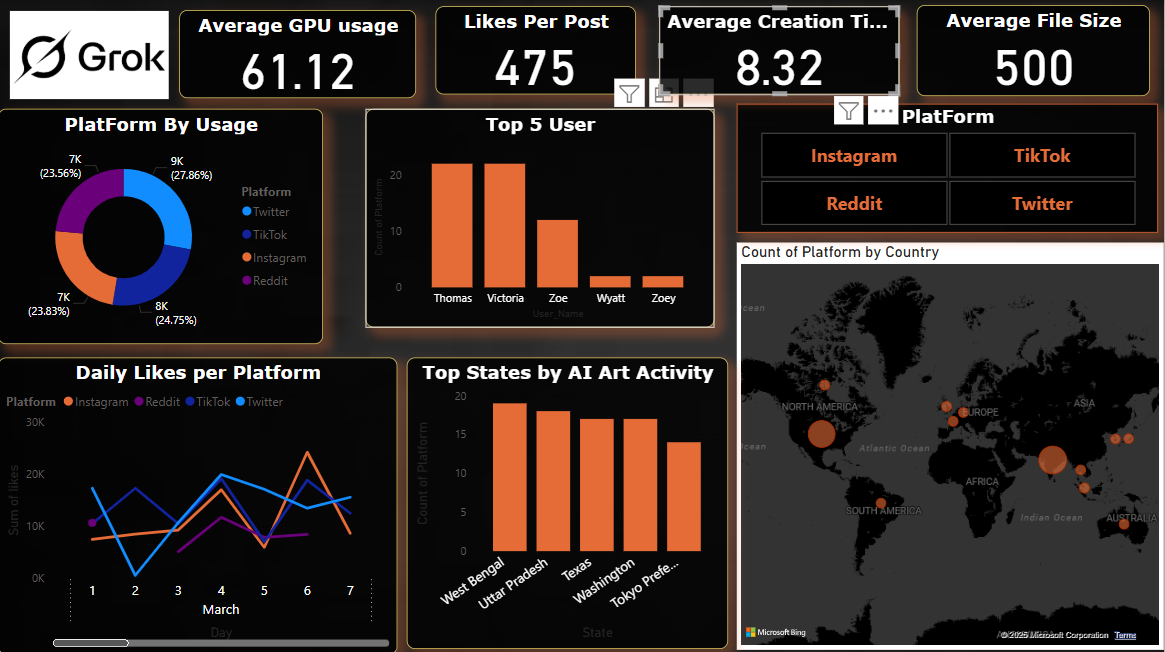 Grok
Average GPU usage
61.12
Likes Per Post
475
Average Creation Ti...
8.32
Average File Size
500
PlatForm By Usage
7K
(23.56%)
9K
(27.86%)
7K
(23.83%)
8K
(24.75%)
Platform
Twitter
TikTok
Instagram
Reddit
Top 5 User
Count of Platform
20
10
0
Thomas
Victoria
Zoe
Wyatt
Zoey
User_Name
PlatForm
Instagram
TikTok
Reddit
Twitter
Daily Likes per Platform
Platform
Instagram
Reddit
TikTok
Twitter
Sum of likes
30K
20K
10K
0K
1
2
3
4
5
6
7
March
Day
Top States by AI Art Activity
Count of Platform
20
15
10
5
0
West Bengal
Uttar Pradesh
Texas
Washington
Tokyo Prefe...
State
Count of Platform by Country
cean
NORTH AMERICA
EUROPE
ASIA
cean
Atlantic Ocean
AFRICA
SOUTH AMERICA
Indian Ocean
AUSTRALIA
Microsoft Bing
© 2025 Microsoft Corporation
Terms